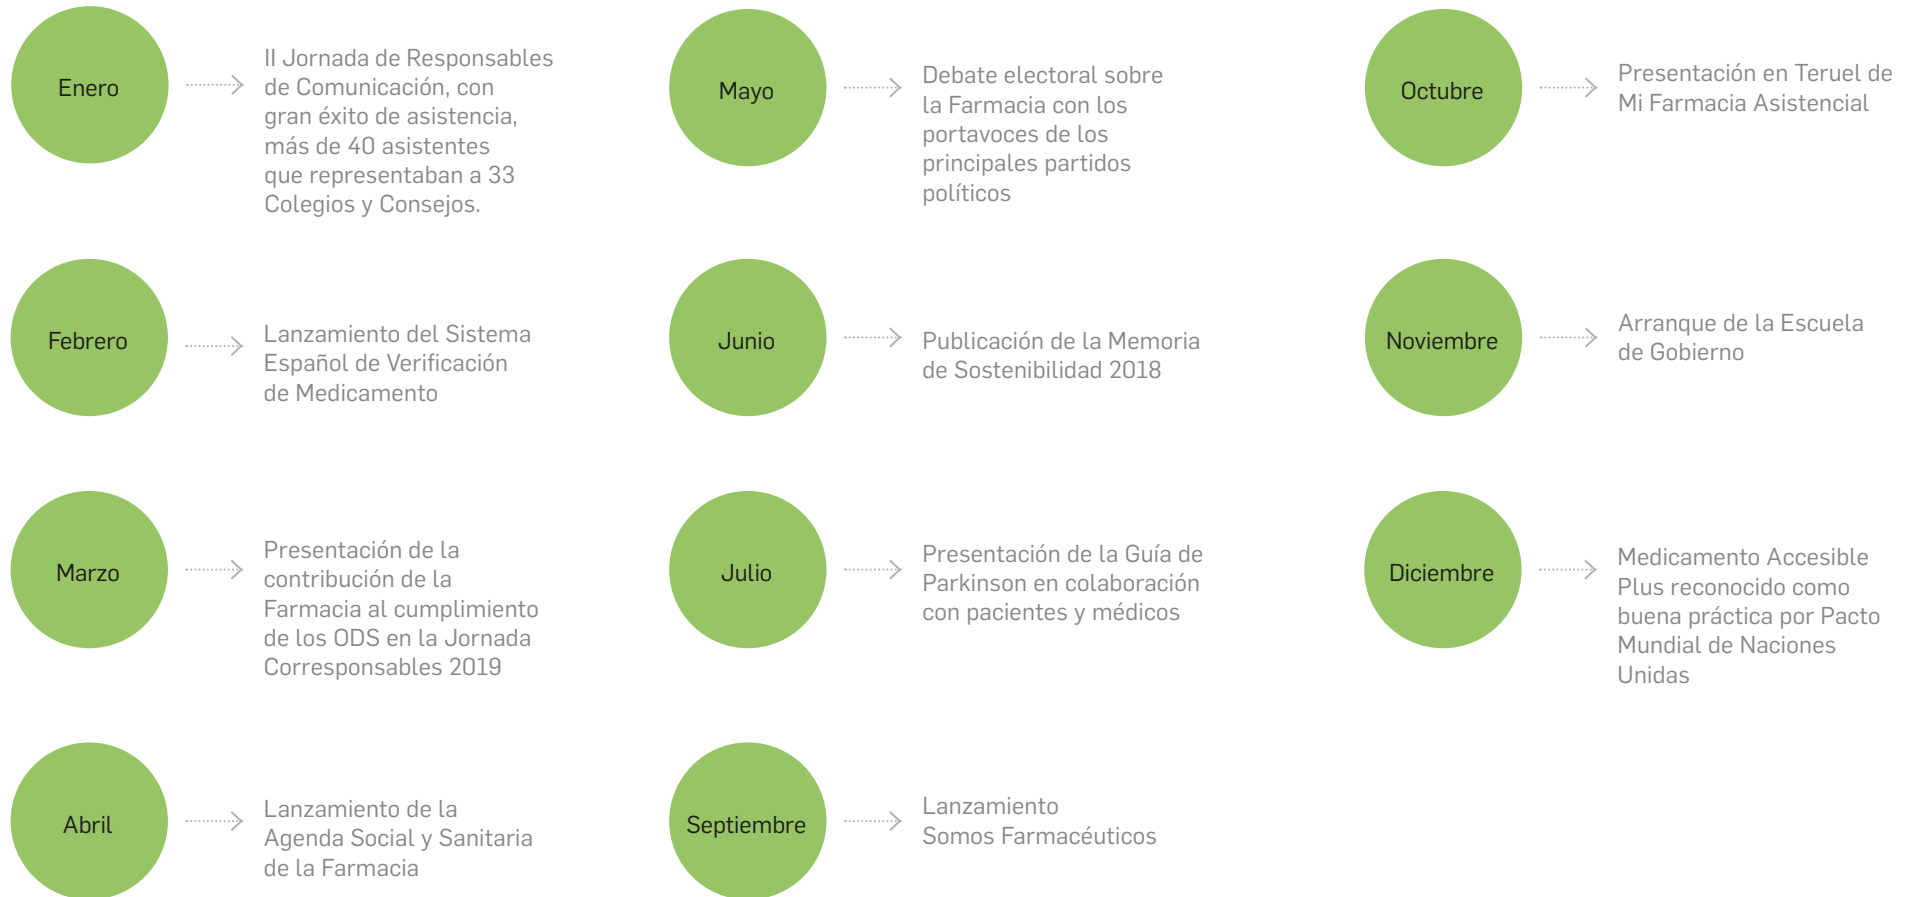 Enero
II Jornada de Responsables
de Comunicación, con
gran éxito de asistencia,
más de 40 asistentes
que representaban a 33
Colegios y Consejos.
Febrero
Lanzamiento del Sistema
Español de Verificación
de Medicamento
Marzo
Presentación de la
contribución de la
Farmacia al cumplimiento
de los ODS en la Jornada
Corresponsables 2019
Abril
Lanzamiento de la
Agenda Social y Sanitaria
de la Farmacia
Mayo
Debate electoral sobre
la Farmacia con los
portavoces de los
principales partidos
políticos
Junio
Publicación de la Memoria
de Sostenibilidad 2018
Julio
Presentación de la Guía de
Parkinson en colaboración
con pacientes y médicos
Septiembre
Lanzamiento
Somos Farmacéuticos
Octubre
Presentación en Teruel de
Mi Farmacia Asistencial
Noviembre
Arranque de la Escuela
de Gobierno
Diciembre
Medicamento Accesible
Plus reconocido como
buena práctica por Pacto
Mundial de Naciones
Unidas